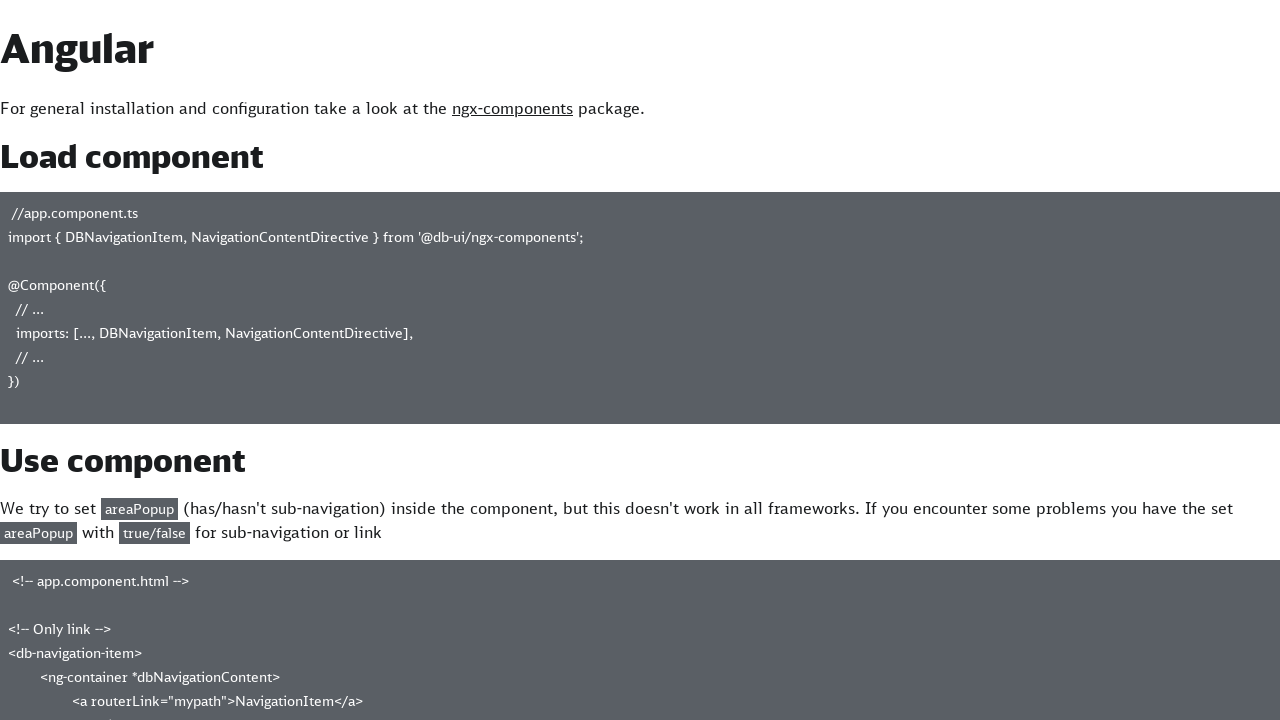 Angular
For general installation and configuration take a look at the ngx-components package.
Load component
//app.component.ts
import { DBNavigationItem, NavigationContentDirective } from '@db-ui/ngx-components';
@Component({
// ...
imports: [..., DBNavigationItem, NavigationContentDirective],
// ...
})
Use component
We try to set areaPopup (has/hasn't sub-navigation) inside the component, but this doesn't work in all frameworks. If you encounter some problems you have the set
areaPopup with true/false for sub-navigation or link
<!-- app.component.html -->
<!-- Only link -->
<db-navigation-item>
<ng-container *dbNavigationContent>
<a routerLink="mypath">NavigationItem</a>